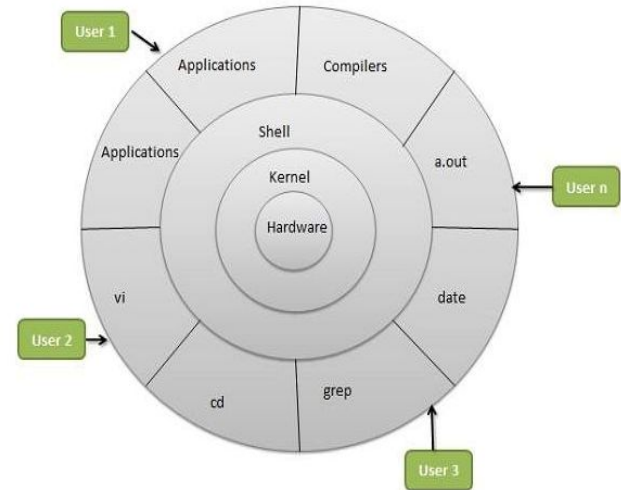 User 1
Applications
Compilers
Shell
Applications
a.out
Kernel
User n
Hardware
vi
date
User 2
cd
grep
User 3